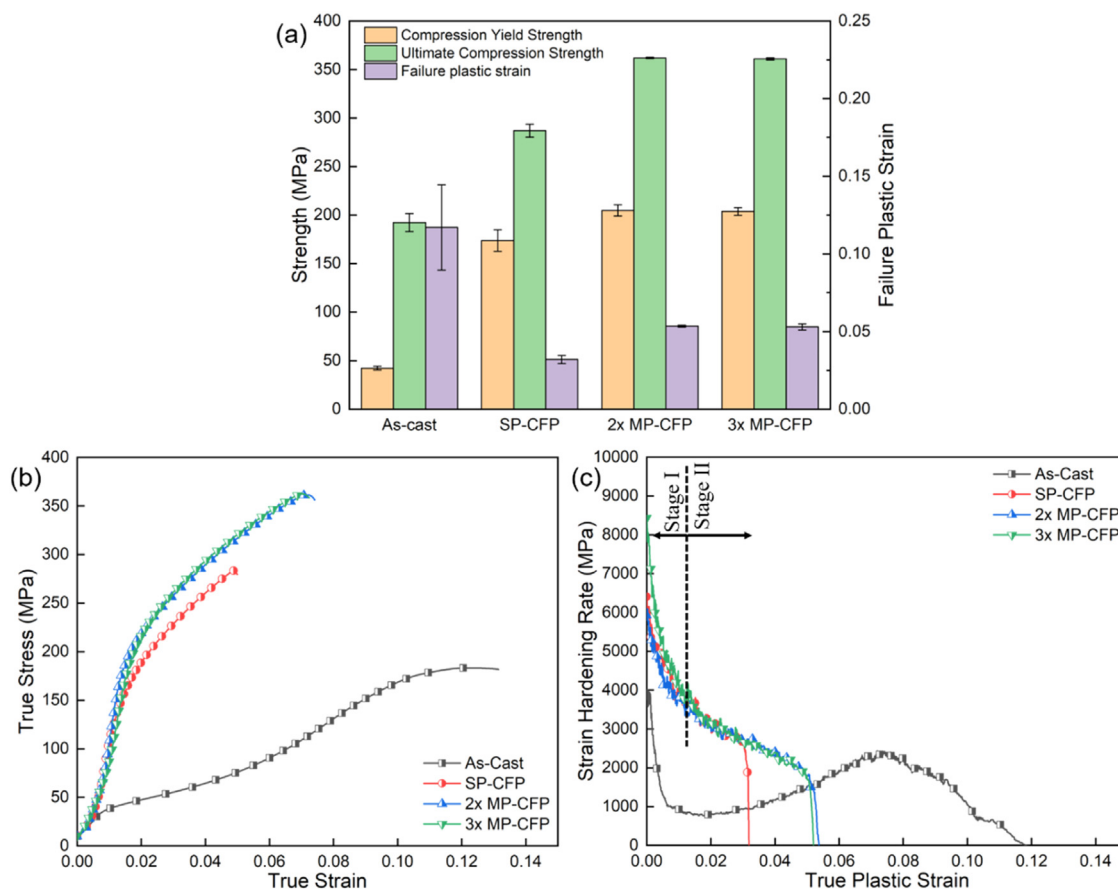 (a)
Compression Yield Strength
Ultimate Compression Strength
Failure plastic strain
400
350
300
250
200
150
100
50
0
Strength (MPa)
0.25
0.20
0.15
0.10
0.05
0.00
Failure Plastic Strain
As-cast SP-CFP 2x MP-CFP 3x MP-CFP
(b)
400
350
300
250
200
150
100
50
0
True Stress (MPa)
As-Cast
SP-CFP
2x MP-CFP
3x MP-CFP
0.00 0.02 0.04 0.06 0.08 0.10 0.12 0.14
True Strain
(c)
10000
9000
8000
7000
6000
5000
4000
3000
2000
1000
0
Strain Hardening Rate (MPa)
Stage I
Stage II
As-Cast
SP-CFP
2x MP-CFP
3x MP-CFP
0.00 0.02 0.04 0.06 0.08 0.10 0.12 0.14
True Plastic Strain